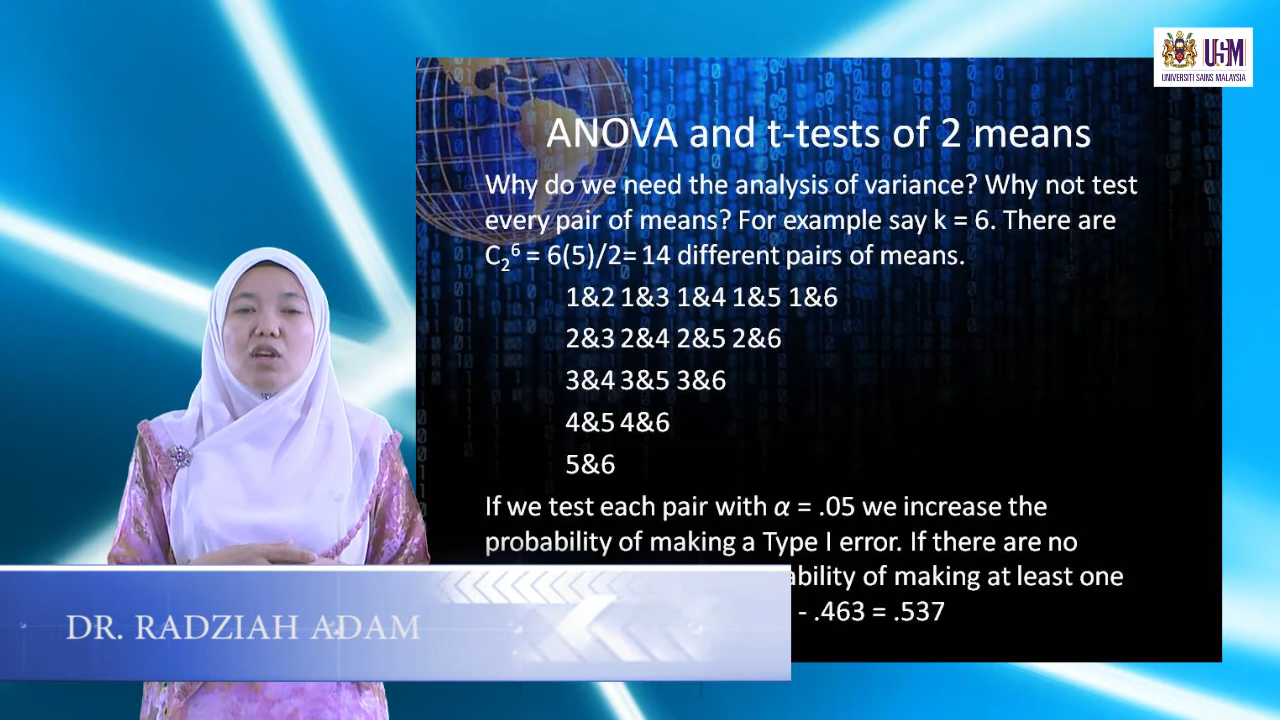 USM
UNIVERSITI SAINS MALAYSIA
ANOVA and t-tests of 2 means
Why do we need the analysis of variance? Why not test
every pair of means? For example say k = 6. There are
C₂⁶ = 6(5)/2= 14 different pairs of means.
1&2 1&3 1&4 1&5 1&6
2&3 2&4 2&5 2&6
3&4 3&5 3&6
4&5 4&6
5&6
If we test each pair with α = .05 we increase the
probability of making a Type I error. If there are no
ability of making at least one
- .463 = .537
DR. RADZIAH ADAM